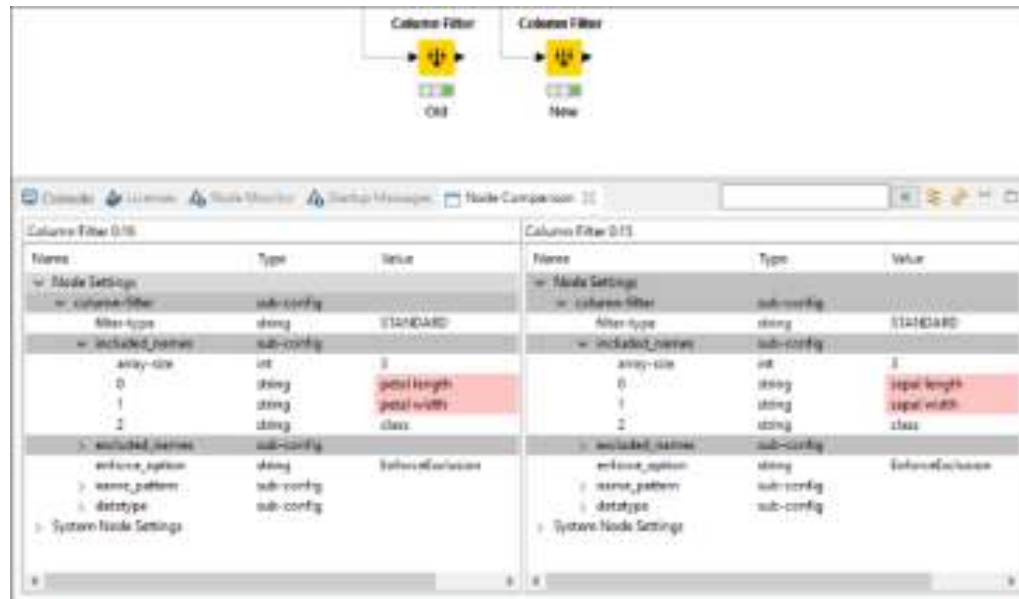 Column Filter Column Filter
Old New
Console Licenses Node Monitor Startup Messages Node Comparison
Column Filter 0:16 Column Filter 0:15
Name Type Value Name Type Value
Node Settings Node Settings
column-filter sub-config column-filter sub-config
filter-type string STANDARD filter-type string STANDARD
included_names sub-config included_names sub-config
array-size int 3 array-size int 3
0 string petal length 0 string sepal length
1 string petal width 1 string sepal width
2 string class 2 string class
excluded_names sub-config excluded_names sub-config
enforce_option string EnforceExclusion enforce_option string EnforceExclusion
name_pattern sub-config name_pattern sub-config
datatype sub-config datatype sub-config
System Node Settings System Node Settings